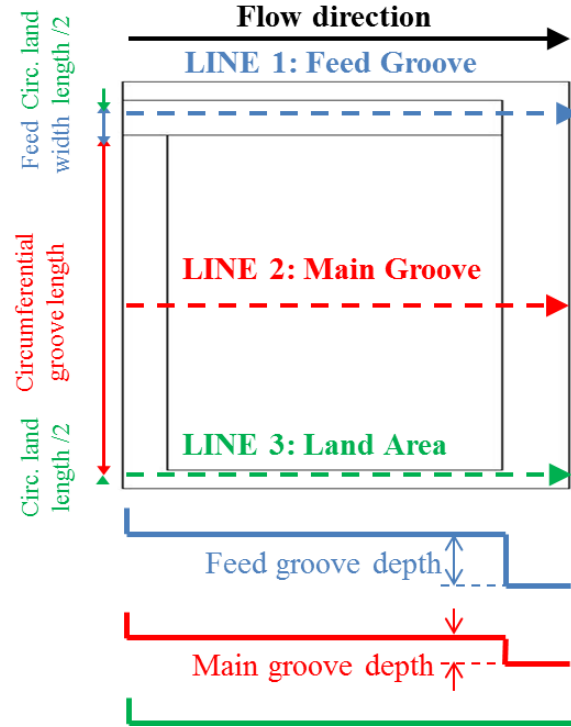 Flow direction
LINE 1: Feed Groove
Circ. land
length /2
Feed
width
LINE 2: Main Groove
Circumferential
groove length
LINE 3: Land Area
Circ. land
length /2
Feed groove depth
Main groove depth